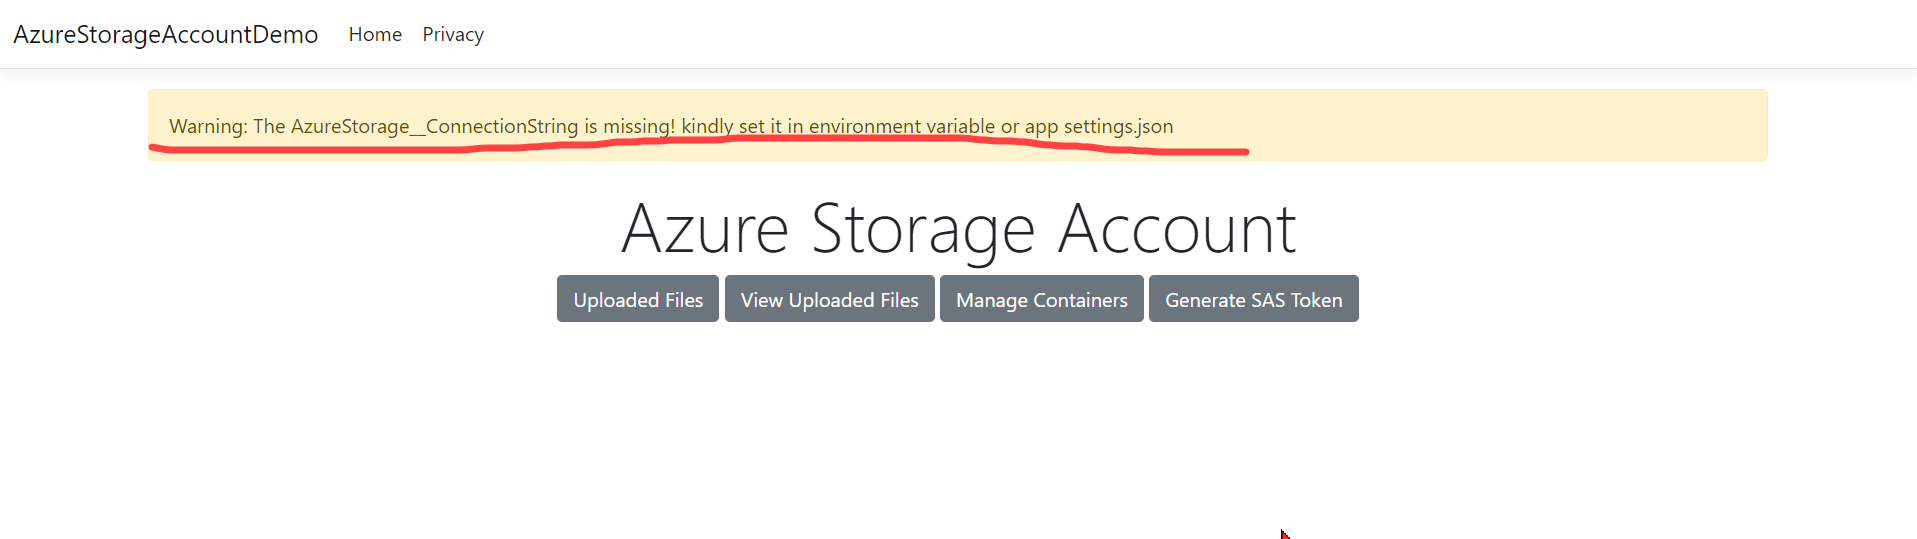 AzureStorageAccountDemo Home Privacy
Warning: The AzureStorage__ConnectionString is missing! kindly set it in environment variable or app settings.json
Azure Storage Account
Uploaded Files View Uploaded Files Manage Containers Generate SAS Token